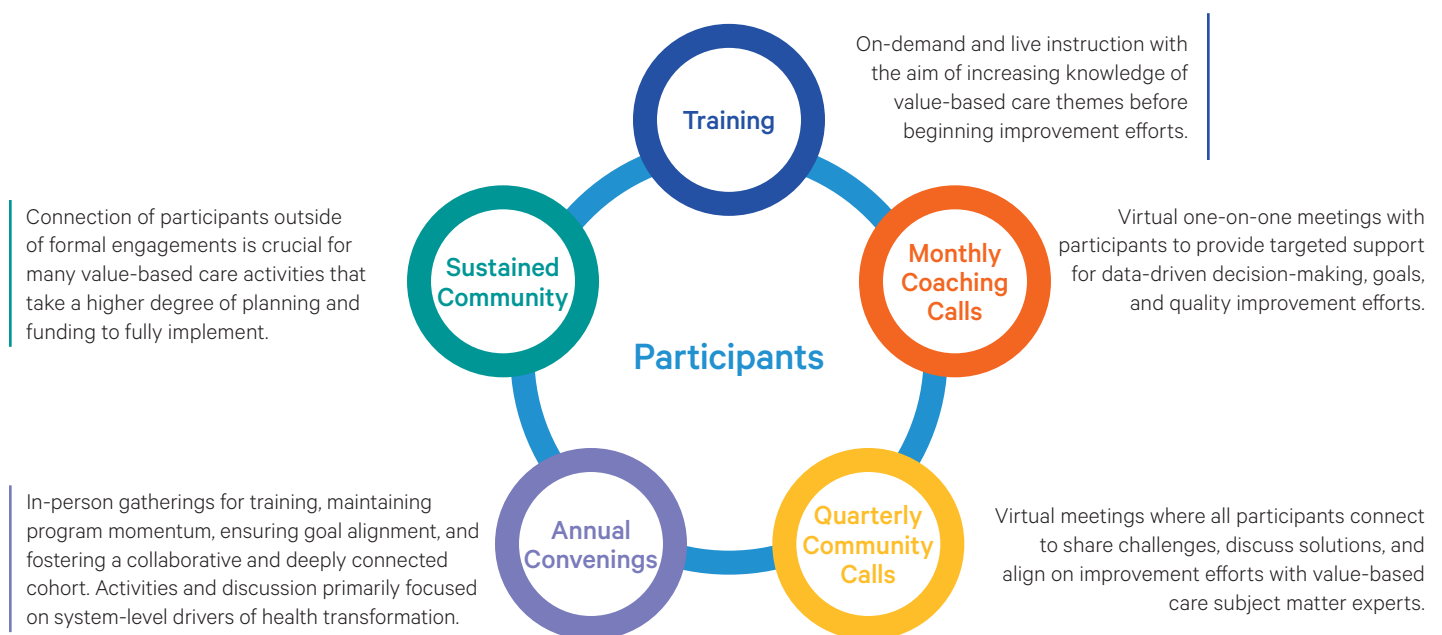 Training
On-demand and live instruction with
the aim of increasing knowledge of
value-based care themes before
beginning improvement efforts.
Monthly
Coaching
Calls
Virtual one-on-one meetings with
participants to provide targeted support
for data-driven decision-making, goals,
and quality improvement efforts.
Quarterly
Community
Calls
Virtual meetings where all participants connect
to share challenges, discuss solutions, and
align on improvement efforts with value-based
care subject matter experts.
Annual
Convenings
In-person gatherings for training, maintaining
program momentum, ensuring goal alignment, and
fostering a collaborative and deeply connected
cohort. Activities and discussion primarily focused
on system-level drivers of health transformation.
Sustained
Community
Connection of participants outside
of formal engagements is crucial for
many value-based care activities that
take a higher degree of planning and
funding to fully implement.
Participants